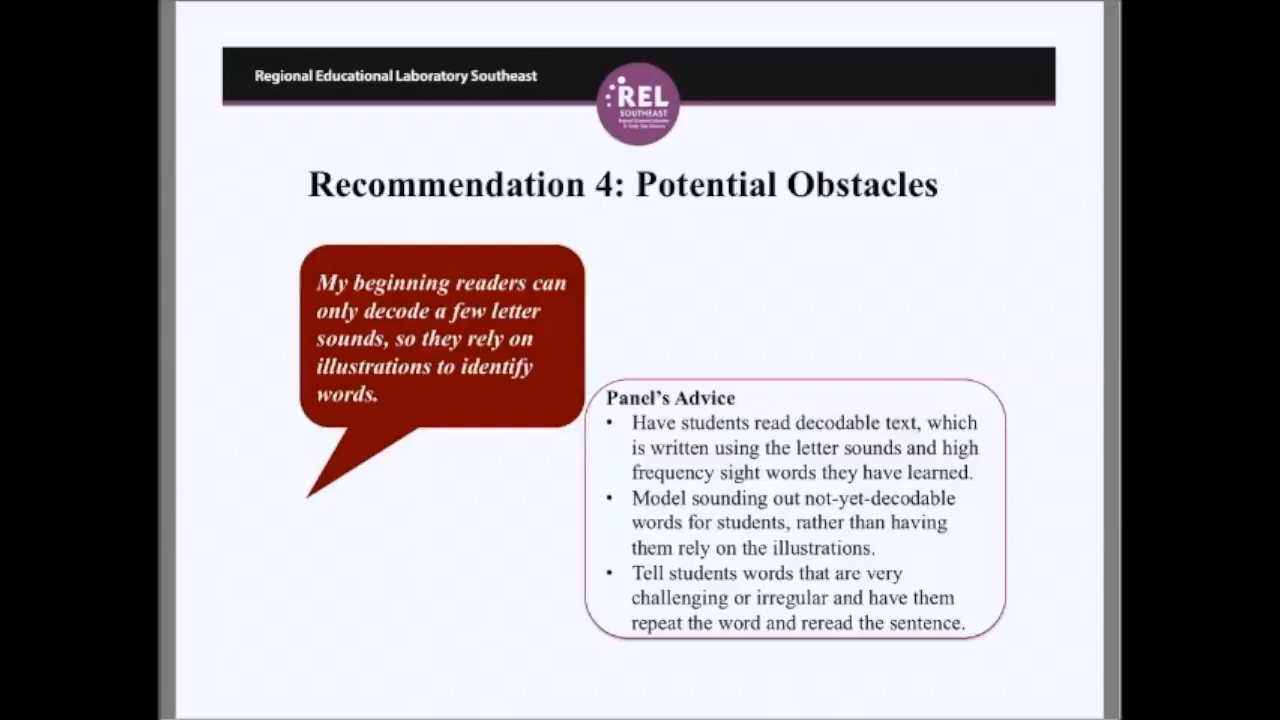 Regional Educational Laboratory Southeast
REL
SOUTHEAST
Recommendation 4: Potential Obstacles
My beginning readers can
only decode a few letter
sounds, so they rely on
illustrations to identify
words.
Panel's Advice
• Have students read decodable text, which
is written using the letter sounds and high
frequency sight words they have learned.
• Model sounding out not-yet-decodable
words for students, rather than having
them rely on the illustrations.
• Tell students words that are very
challenging or irregular and have them
repeat the word and reread the sentence.